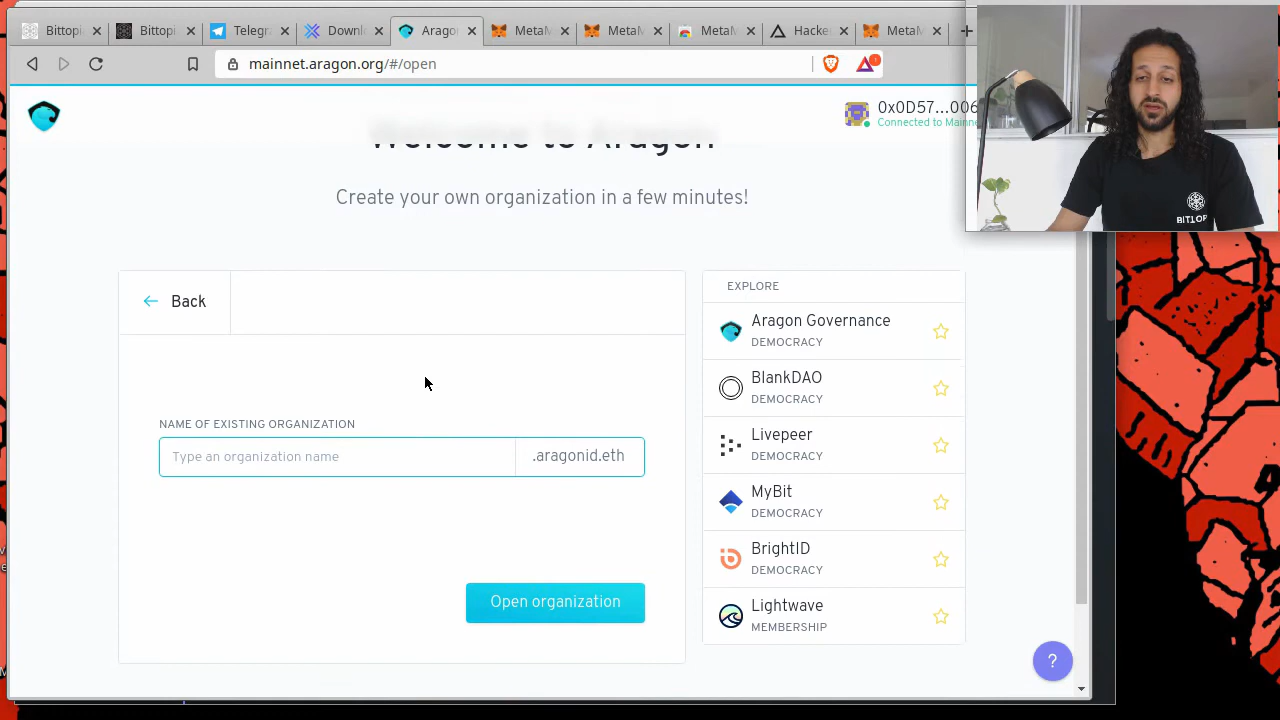 Bittopi
Bittopi
Telegra
Downl
Arago
MetaM
MetaM
MetaM
Hacke
MetaM
mainnet.aragon.org/#/open
0x0D57...006
Connected to Mainne
Welcome to Aragon
Create your own organization in a few minutes!
BITTOP
Back
NAME OF EXISTING ORGANIZATION
Type an organization name
.aragonid.eth
Open organization
EXPLORE
Aragon Governance
DEMOCRACY
BlankDAO
DEMOCRACY
Livepeer
DEMOCRACY
MyBit
DEMOCRACY
BrightID
DEMOCRACY
Lightwave
MEMBERSHIP
?